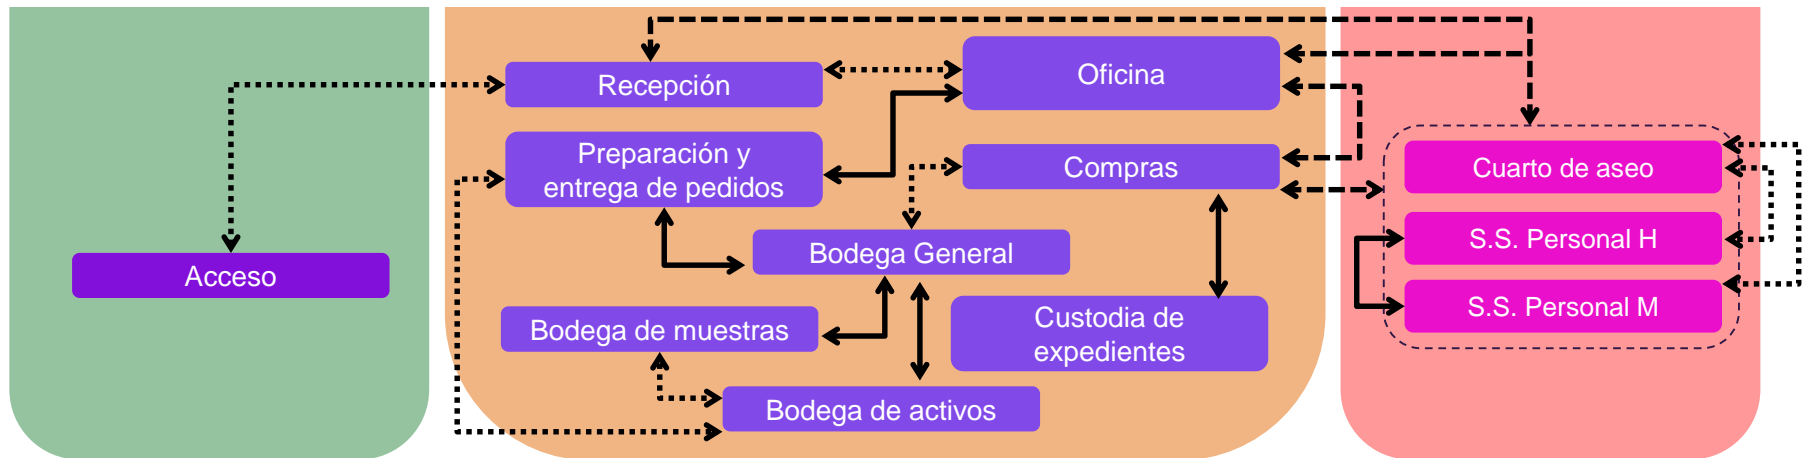 Acceso
Recepción
Oficina
Preparación y
entrega de pedidos
Compras
Bodega General
Bodega de muestras
Custodia de
expedientes
Bodega de activos
Cuarto de aseo
S.S. Personal H
S.S. Personal M